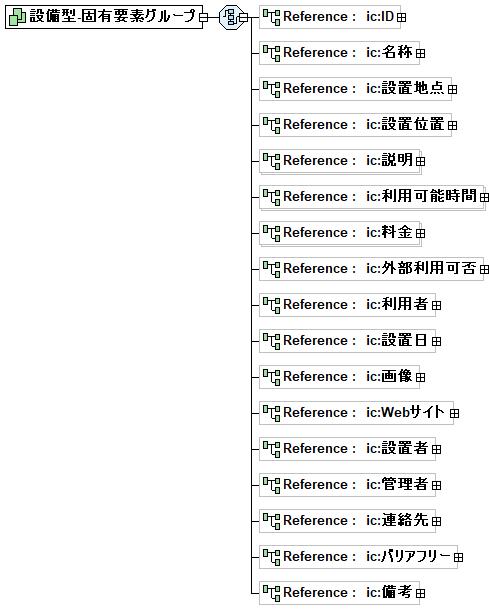 設備型-固有要素グループ
Reference : ic:ID
Reference : ic:名称
Reference : ic:設置地点
Reference : ic:設置位置
Reference : ic:説明
Reference : ic:利用可能時間
Reference : ic:料金
Reference : ic:外部利用可否
Reference : ic:利用者
Reference : ic:設置日
Reference : ic:画像
Reference : ic:Webサイト
Reference : ic:設置者
Reference : ic:管理者
Reference : ic:連絡先
Reference : ic:バリアフリー
Reference : ic:備考